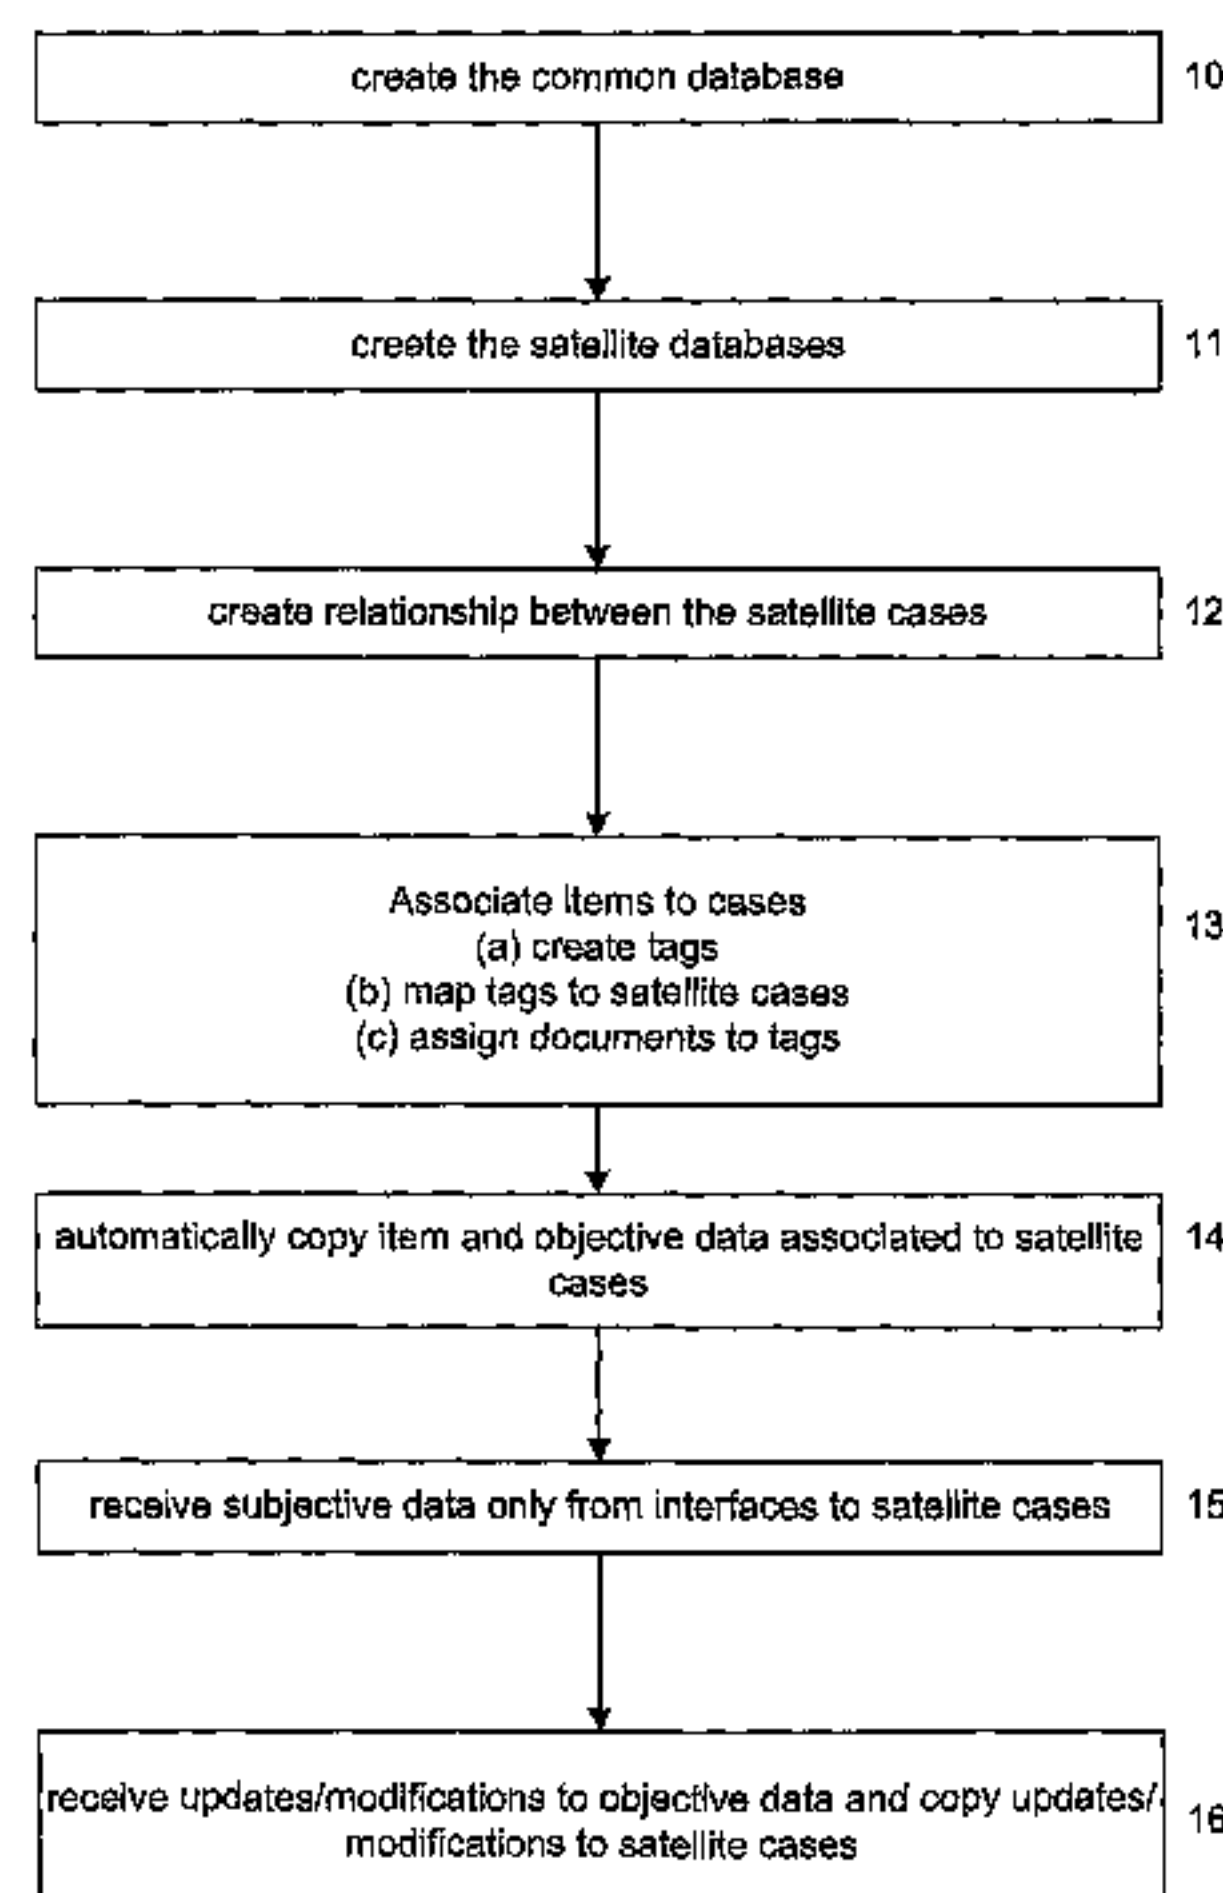 create the common database
10
create the satellite databases
11
create relationship between the satellite cases
12
Associate items to cases
(a) create tags
(b) map tags to satellite cases
(c) assign documents to tags
13
automatically copy item and objective data associated to satellite
cases
14
receive subjective data only from interfaces to satellite cases
15
receive updates/modifications to objective data and copy updates/
modifications to satellite cases
16